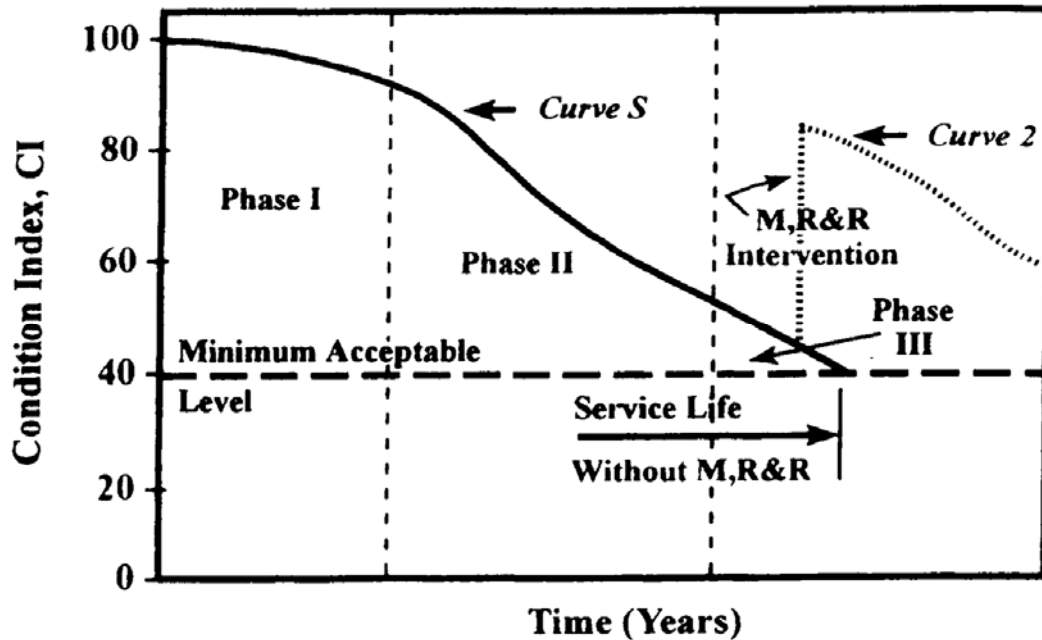 Condition Index, CI
100
80
60
40
20
0
Curve S
Curve 2
Phase I
Phase II
M,R&R
Intervention
Phase
III
Minimum Acceptable
Level
Service Life
Without M,R&R
Time (Years)